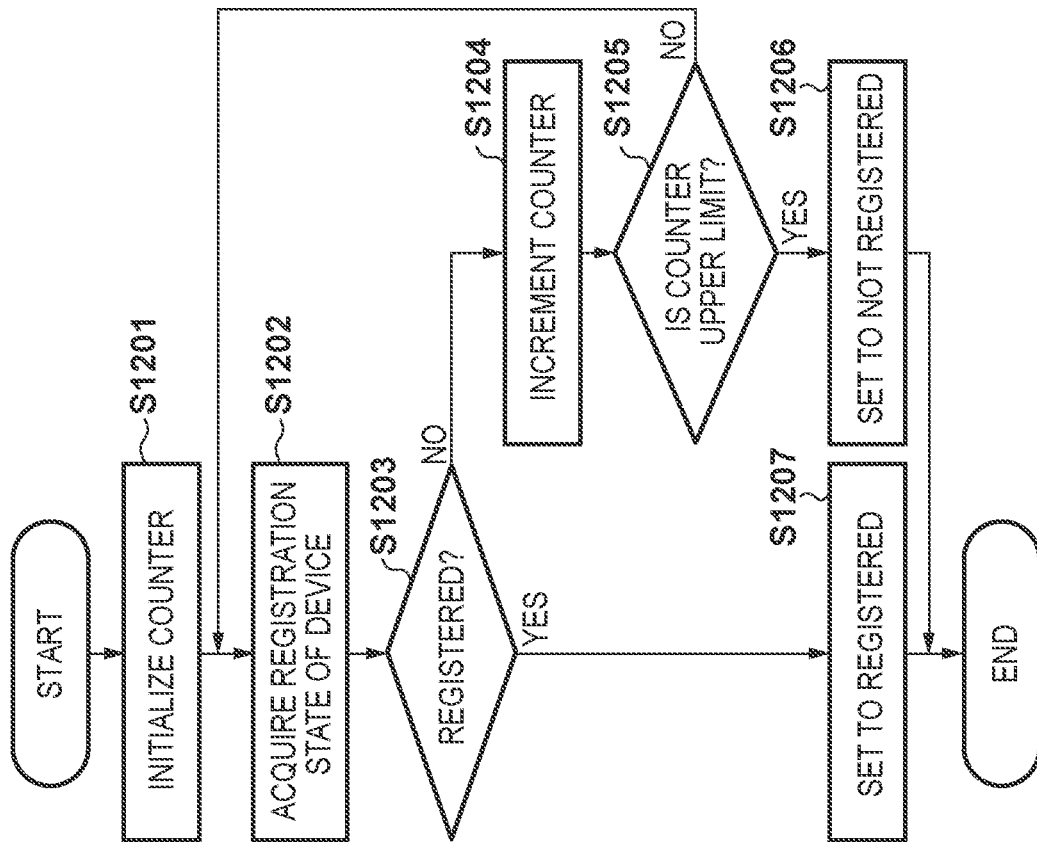 START
S1201
INITIALIZE COUNTER
S1202
ACQUIRE REGISTRATION
STATE OF DEVICE
S1203
REGISTERED?
NO
YES
S1204
INCREMENT COUNTER
S1205
IS COUNTER
UPPER LIMIT?
NO
YES
S1206
SET TO NOT REGISTERED
S1207
SET TO REGISTERED
END